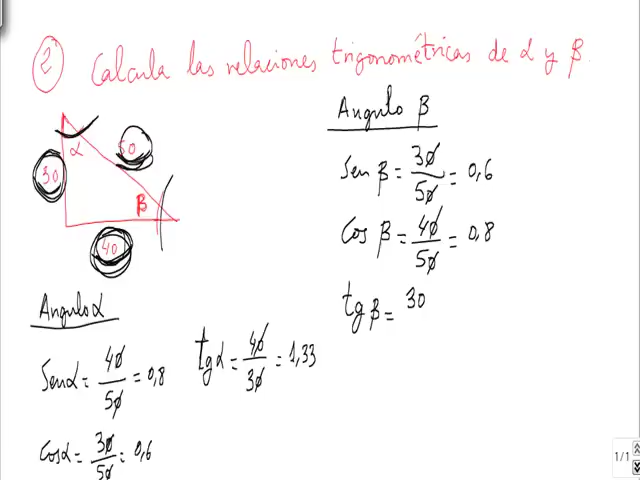 2 Calcula las relaciones trigonométricas de α y β.
α 50
30
β
40
Angulo β
Sen β = 30/50 = 0,6
Cos β = 40/50 = 0,8
tg β = 30
Angulo α
Sen α = 40/50 = 0,8
tg α = 40/30 = 1,33
Cos α = 30/50 = 0,6
1/1